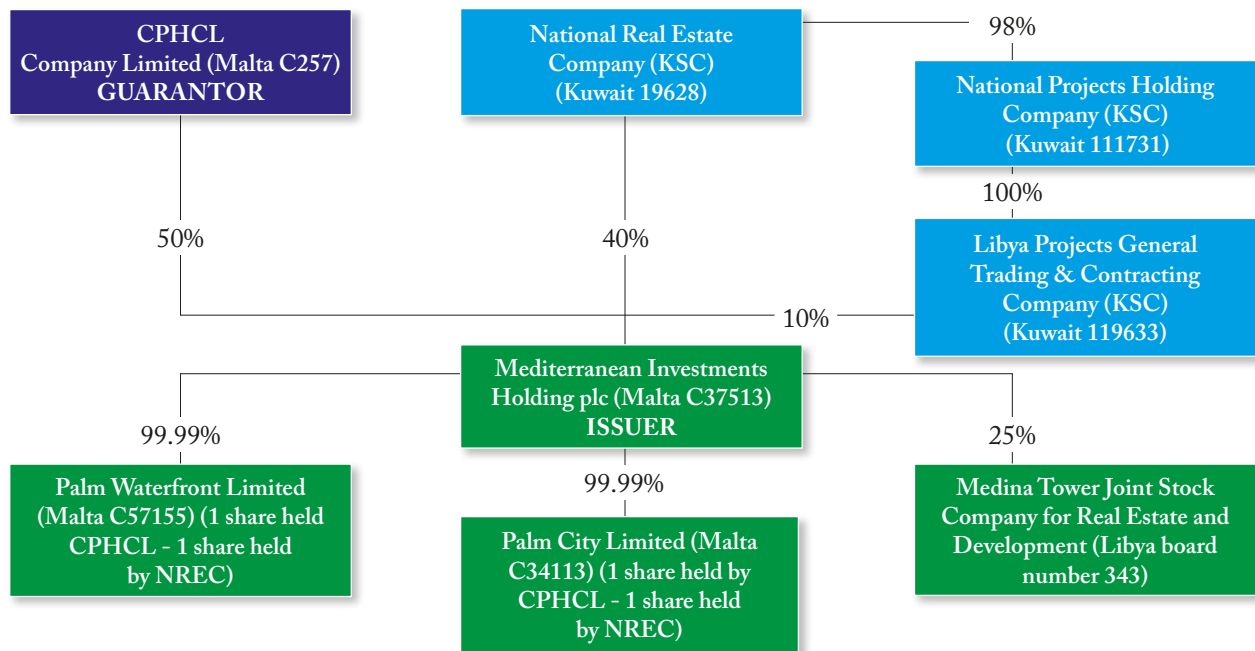 CPHCL
Company Limited (Malta C257)
GUARANTOR
National Real Estate
Company (KSC)
(Kuwait 19628)
98%
National Projects Holding
Company (KSC)
(Kuwait 111731)
100%
50%
40%
Libya Projects General
Trading & Contracting
Company (KSC)
(Kuwait 119633)
10%
Mediterranean Investments
Holding plc (Malta C37513)
ISSUER
99.99%
99.99%
25%
Palm Waterfront Limited
(Malta C57155) (1 share held
CPHCL - 1 share held
by NREC)
Palm City Limited (Malta
C34113) (1 share held by
CPHCL - 1 share held
by NREC)
Medina Tower Joint Stock
Company for Real Estate and
Development (Libya board
number 343)